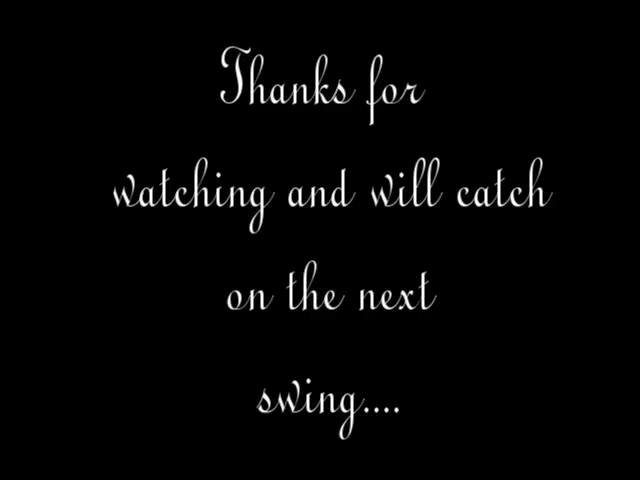 Thanks for
watching and will catch
on the next
swing....